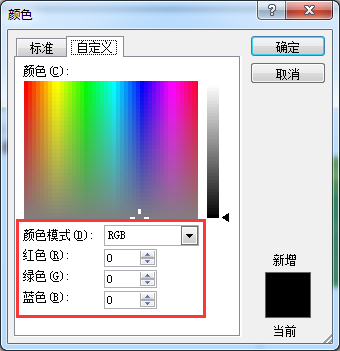 颜色
标准 自定义
确定
取消
颜色(C):
颜色模式(D): RGB
红色(R): 0
绿色(G): 0
蓝色(B): 0
新增
当前